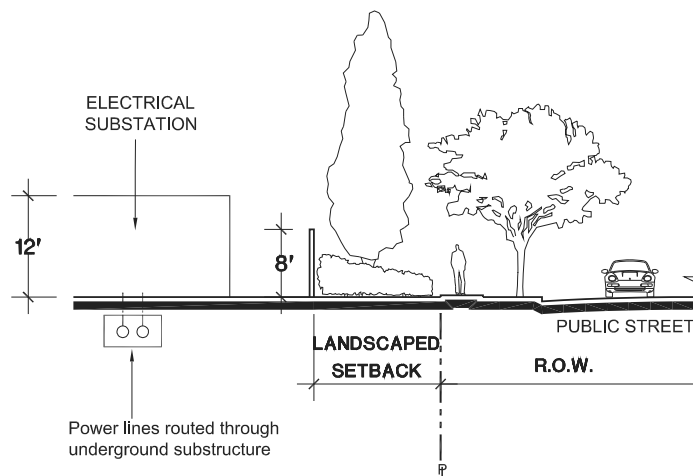 ELECTRICAL
SUBSTATION
12'
8'
PUBLIC STREET
LANDSCAPED
SETBACK
R.O.W.
Power lines routed through
underground substructure
P